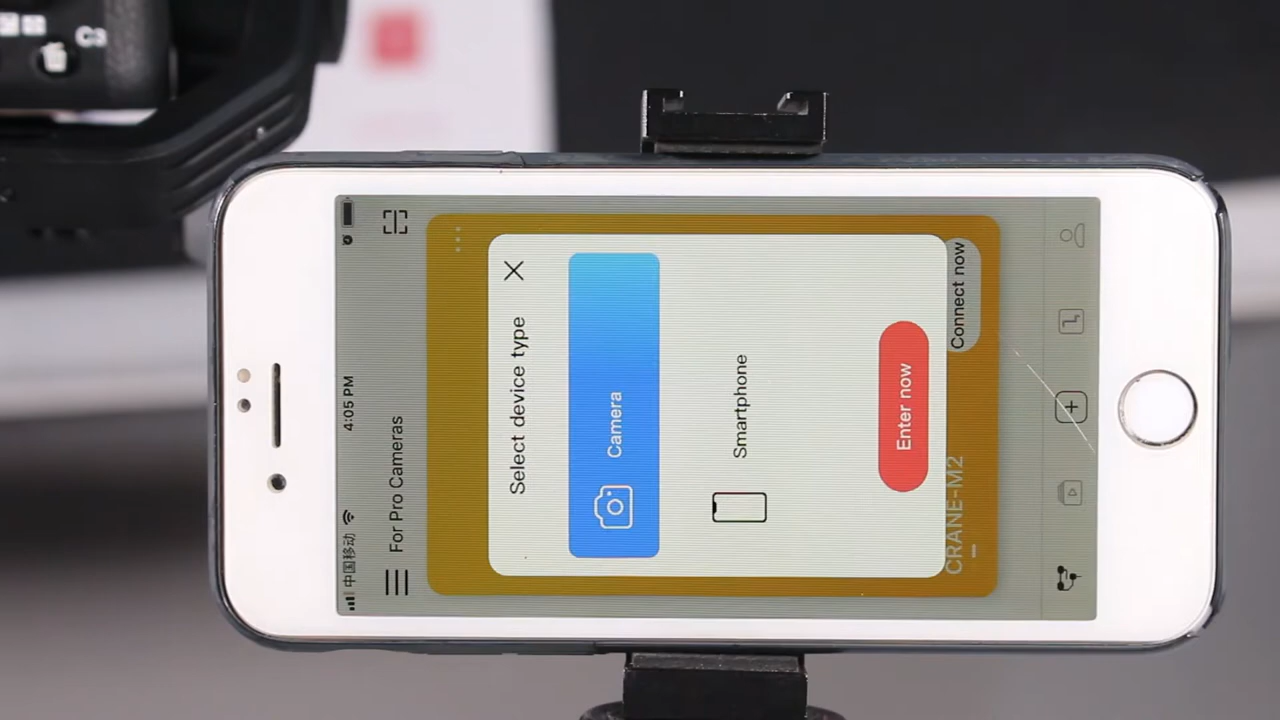 C3
中国移动
4:05 PM
For Pro Cameras
Select device type
Camera
Smartphone
Enter now
CRANE-M2
Connect now